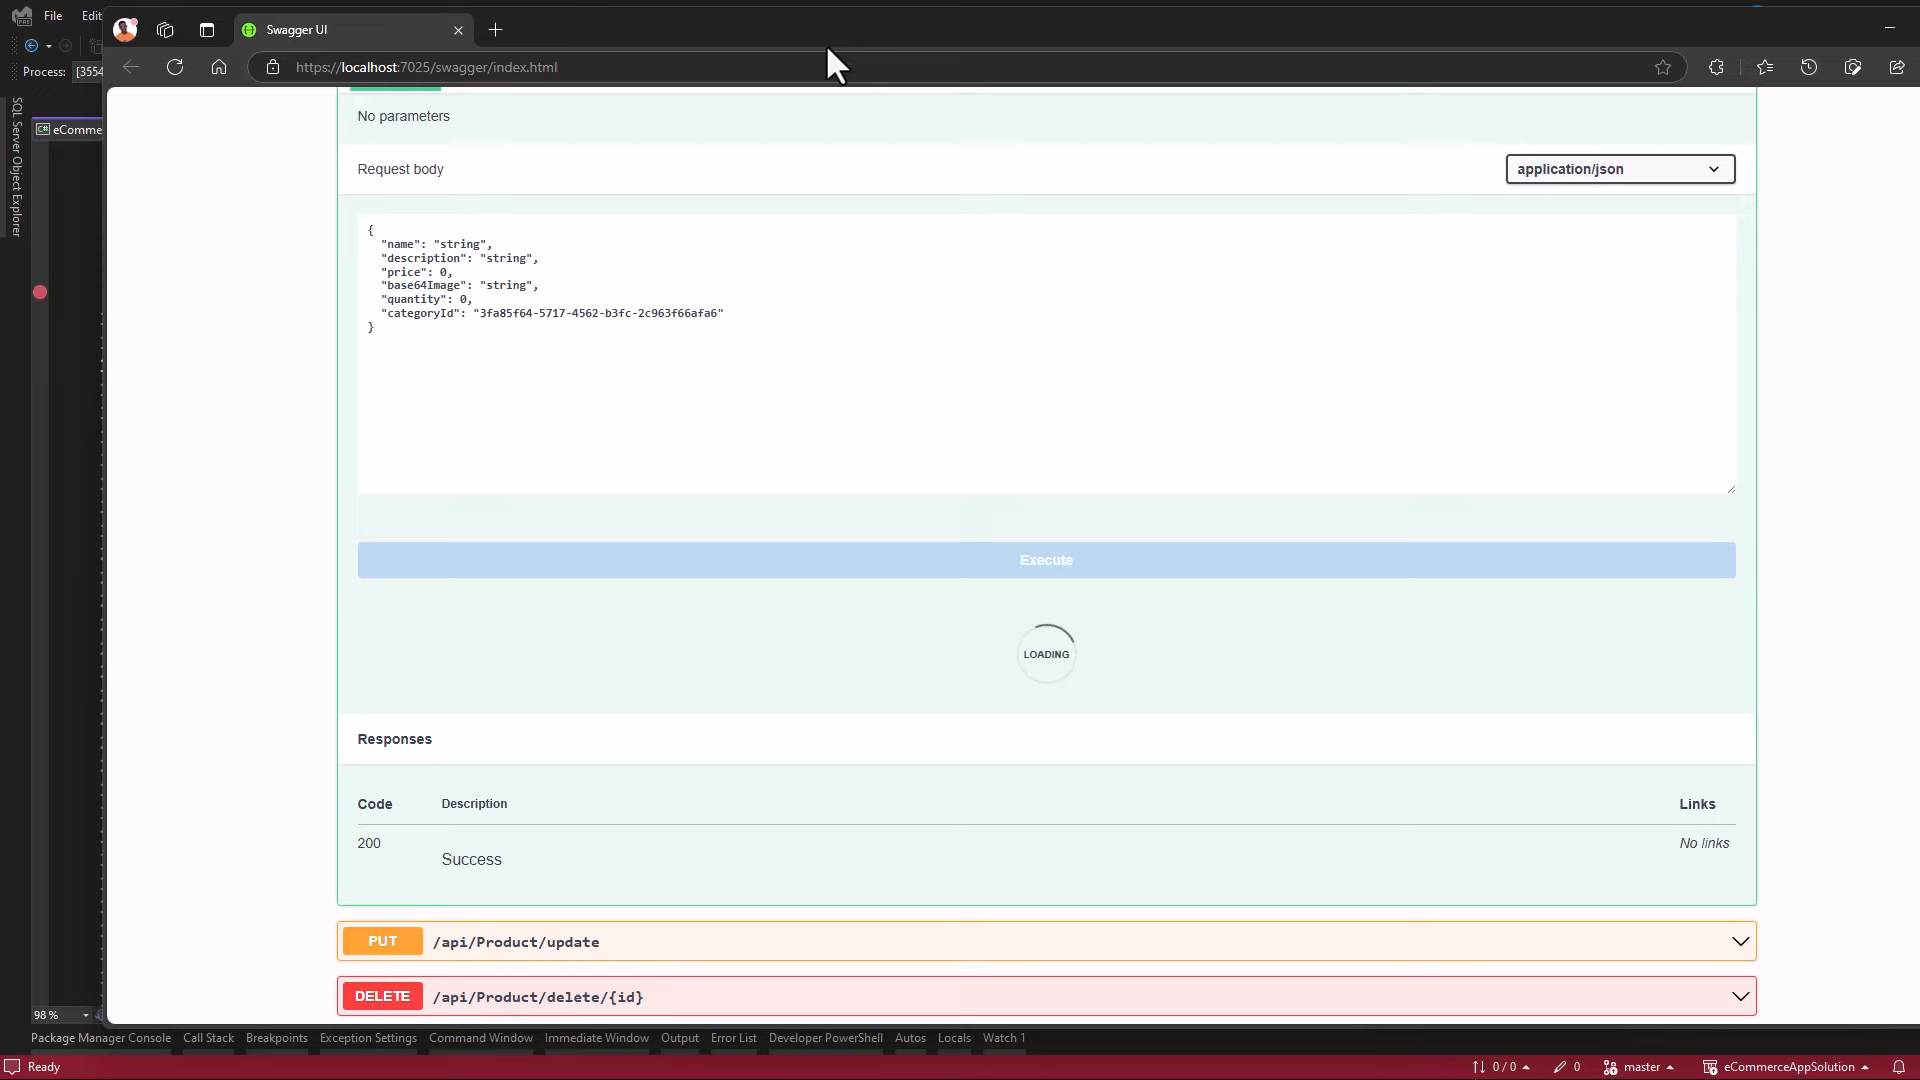 File
Edit
Swagger UI
https://localhost:7025/swagger/index.html
Process:
[3554
SQL Server Object Explorer
C#
eComme
No parameters
Request body
application/json
{
"name": "string",
"description": "string",
"price": 0,
"base64Image": "string",
"quantity": 0,
"categoryId": "3fa85f64-5717-4562-b3fc-2c963f66afa6"
}
Execute
LOADING
Responses
Code
Description
Links
200
Success
No links
PUT
/api/Product/update
DELETE
/api/Product/delete/{id}
98 %
Package Manager Console
Call Stack
Breakpoints
Exception Settings
Command Window
Immediate Window
Output
Error List
Developer PowerShell
Autos
Locals
Watch 1
Ready
0 / 0
0
master
eCommerceAppSolution